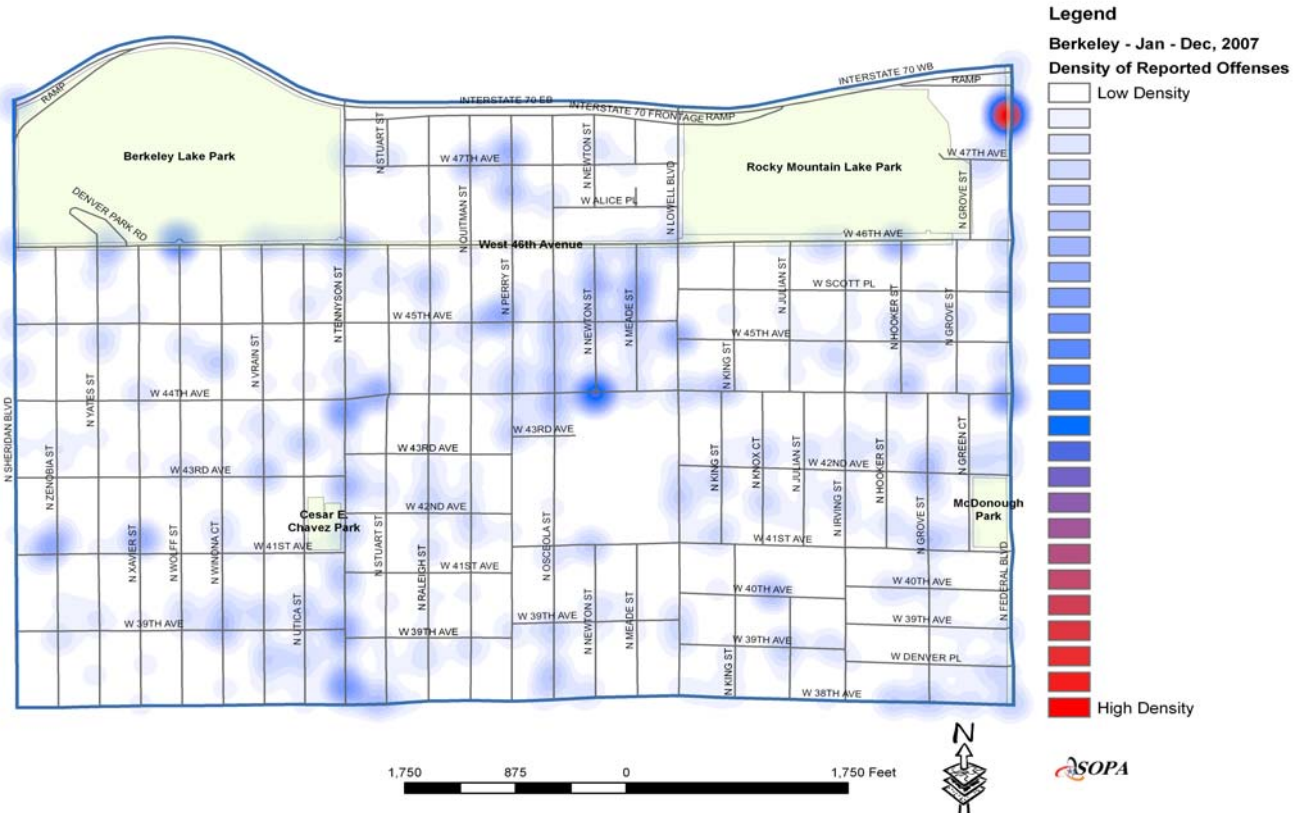 Legend
Berkeley - Jan - Dec, 2007
Density of Reported Offenses
Low Density
High Density
INTERSTATE 70 WB
RAMP
RAMP
INTERSTATE 70 EB
INTERSTATE 70 FRONTAGE
RAMP
Berkeley Lake Park
Rocky Mountain Lake Park
N STUART ST
W 47TH AVE
N NEWTON ST
N LOWELL BLVD
W 47TH AVE
N GROVE ST
W ALICE PL
N QUITMAN ST
DENVER PARK RD
West 46th Avenue
W 46TH AVE
N TENNYSON ST
N PERRY ST
N NEWTON ST
N MEADE ST
N JULIAN ST
W SCOTT PL
N HOOKER ST
N GROVE ST
W 45TH AVE
W 45TH AVE
N VRAIN ST
N KING ST
N YATES ST
W 44TH AVE
N SHERIDAN BLVD
W 43RD AVE
W 43RD AVE
W 43RD AVE
N ZENOBIA ST
N KING ST
N KNOX CT
N JULIAN ST
W 42ND AVE
N HOOKER ST
N GREEN CT
W 42ND AVE
N IRVING ST
N GROVE ST
McDonough
Park
Cesar E.
Chavez Park
N XAVIER ST
N WOLFF ST
N WINONA CT
W 41ST AVE
N STUART ST
N RALEIGH ST
N OSCEOLA ST
W 41ST AVE
W 41ST AVE
N FEDERAL BLVD
W 40TH AVE
W 40TH AVE
N UTICA ST
W 39TH AVE
W 39TH AVE
W 39TH AVE
N NEWTON ST
N MEADE ST
W 39TH AVE
W 39TH AVE
W DENVER PL
N KING ST
W 38TH AVE
1,750
875
0
1,750 Feet
N
SOPA